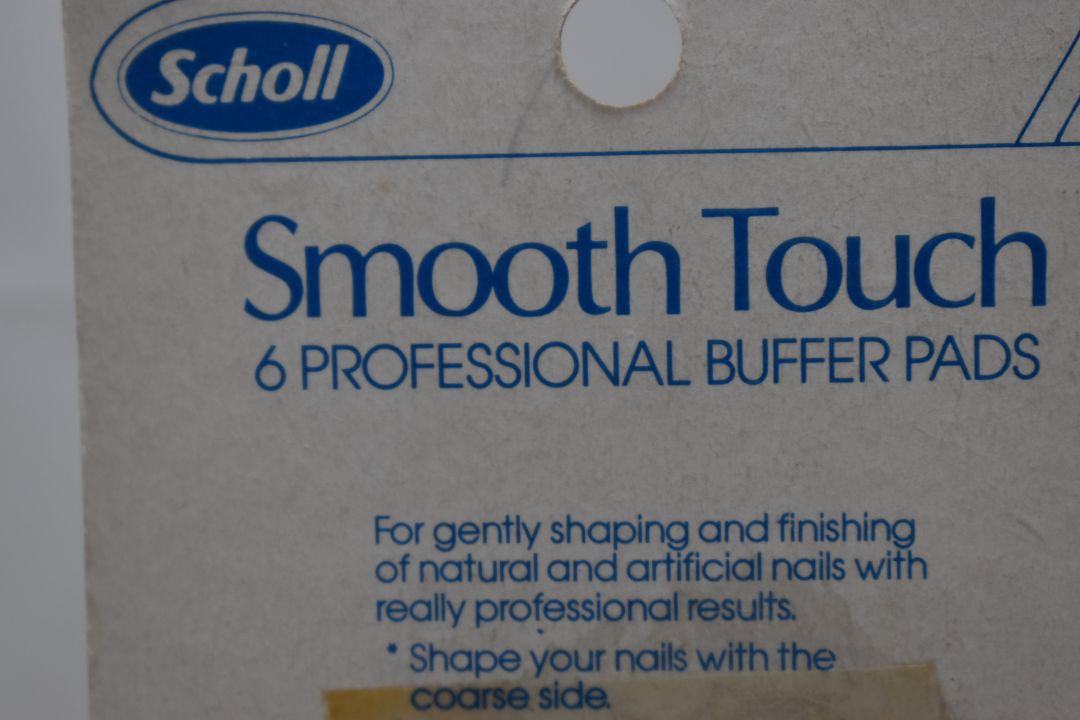 Scholl
Smooth Touch
6 PROFESSIONAL BUFFER PADS
For gently shaping and finishing
of natural and artificial nails with
really professional results.
* Shape your nails with the
coarse side.